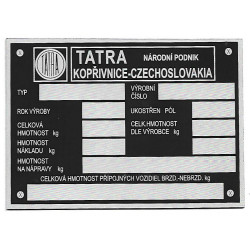 TATRA
TATRA NÁRODNÍ PODNIK
KOPŘIVNICE-CZECHOSLOVAKIA
TYP
VÝROBNÍ ČÍSLO
ROK VÝROBY
UKOSTŘEN PÓL
CELKOVÁ HMOTNOST kg
CELK.HMOTNOST DLE VÝROBCE kg
HMOTNOST NÁKLADU kg
HMOTNOST NA NÁPRAVY kg
CELKOVÁ HMOTNOST PŘÍPOJNÝCH VOZIDEL BRZD.-NEBRZD. kg